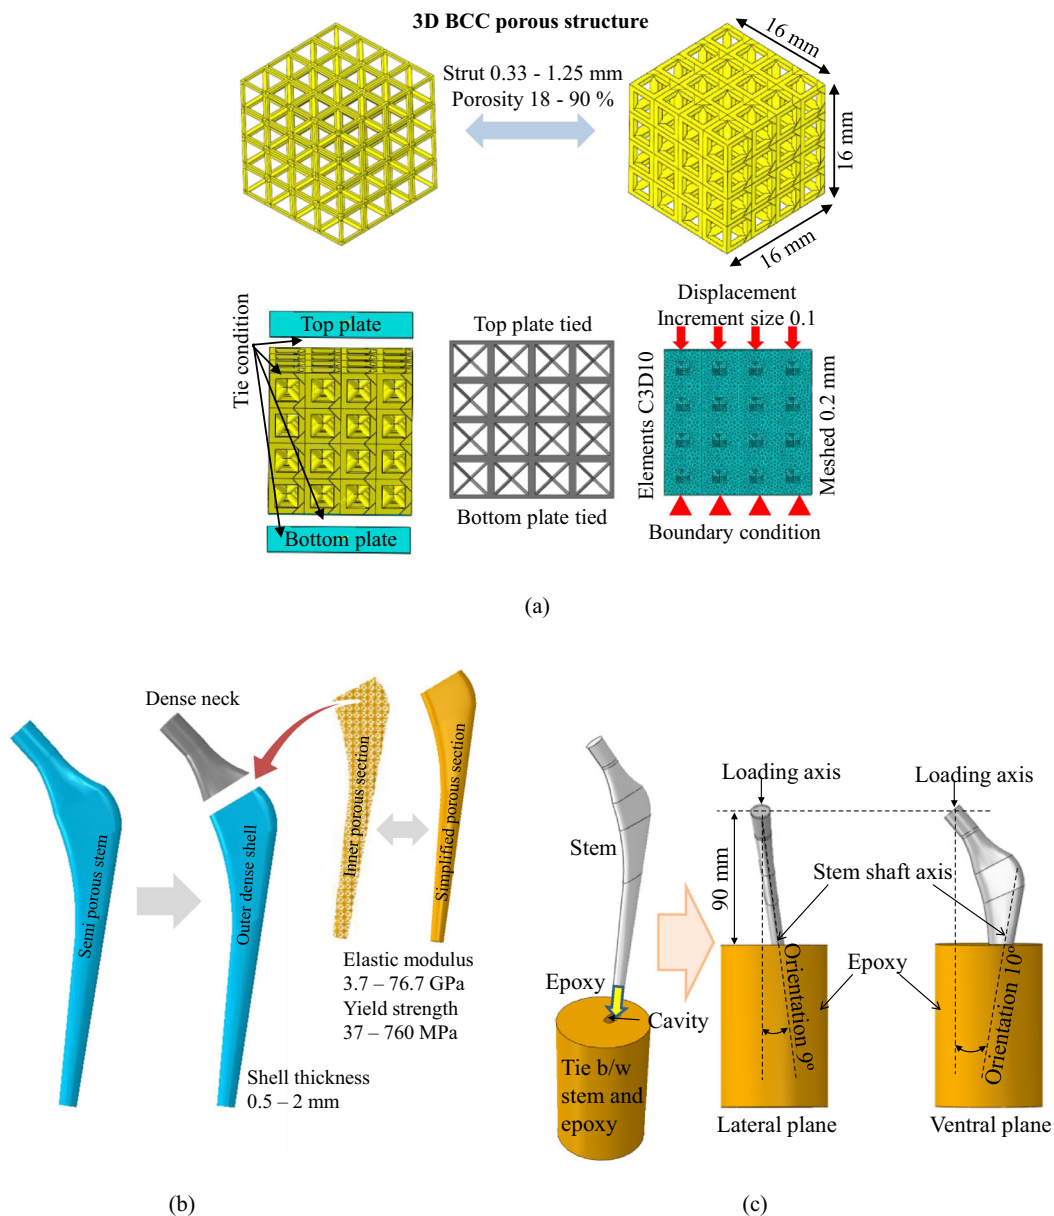 3D BCC porous structure
Strut 0.33 - 1.25 mm
Porosity 18 - 90 %
16 mm
16 mm
16 mm
Tie condition
Top plate
Bottom plate
Top plate tied
Bottom plate tied
Displacement
Increment size 0.1
Elements C3D10
Meshed 0.2 mm
Boundary condition
(a)
Semi porous stem
Dense neck
Outer dense shell
Inner porous section
Simplified porous section
Elastic modulus
3.7 – 76.7 GPa
Yield strength
37 – 760 MPa
Shell thickness
0.5 – 2 mm
(b)
Stem
Epoxy
Cavity
Tie b/w
stem and
epoxy
Loading axis
90 mm
Orientation 9º
Lateral plane
Stem shaft axis
Epoxy
Loading axis
Orientation 10º
Ventral plane
(c)